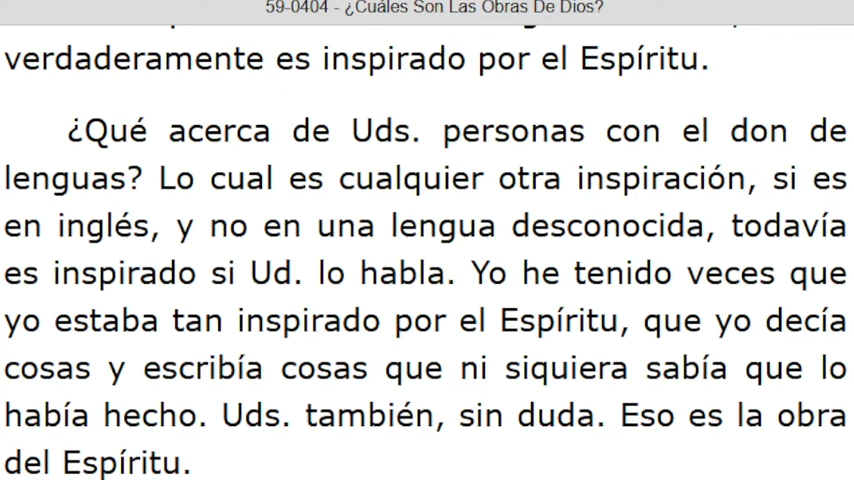 59-0404 - ¿Cuáles Son Las Obras De Dios?
verdaderamente es inspirado por el Espíritu.
¿Qué acerca de Uds. personas con el don de
lenguas? Lo cual es cualquier otra inspiración, si es
en inglés, y no en una lengua desconocida, todavía
es inspirado si Ud. lo habla. Yo he tenido veces que
yo estaba tan inspirado por el Espíritu, que yo decía
cosas y escribía cosas que ni siquiera sabía que lo
había hecho. Uds. también, sin duda. Eso es la obra
del Espíritu.